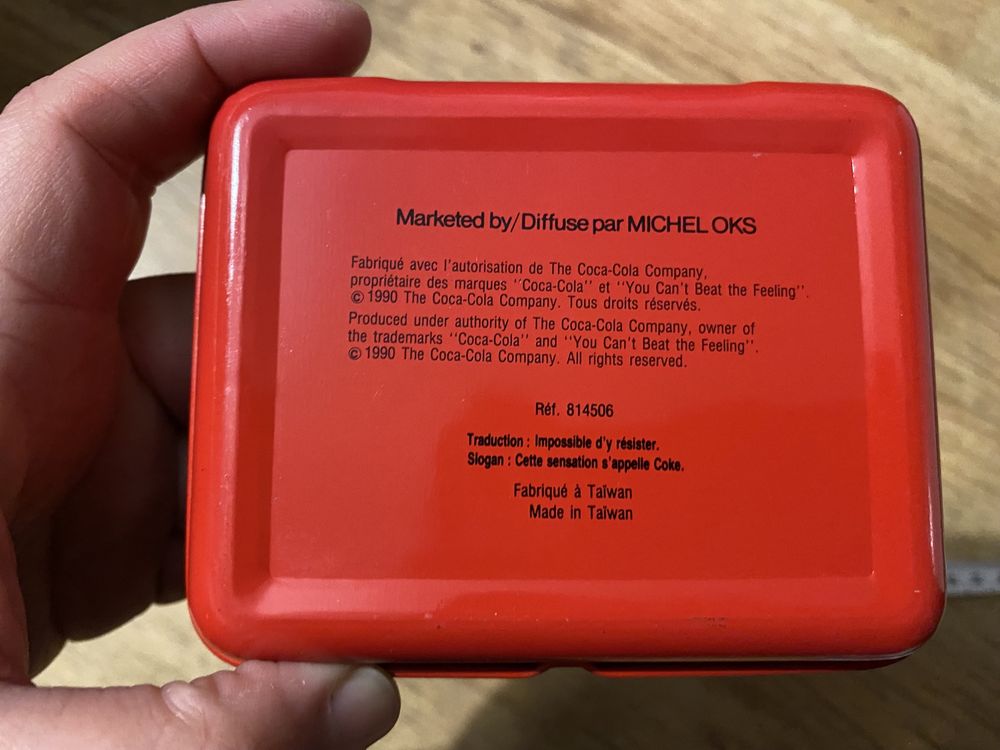 Marketed by/Diffuse par MICHEL OKS
Fabriqué avec l'autorisation de The Coca-Cola Company,
propriétaire des marques ''Coca-Cola'' et ''You Can't Beat the Feeling''.
© 1990 The Coca-Cola Company. Tous droits réservés.
Produced under authority of The Coca-Cola Company, owner of
the trademarks ''Coca-Cola'' and ''You Can't Beat the Feeling''.
© 1990 The Coca-Cola Company. All rights reserved.
Réf. 814506
Traduction : Impossible d'y résister.
Slogan : Cette sensation s'appelle Coke.
Fabriqué à Taïwan
Made in Taïwan